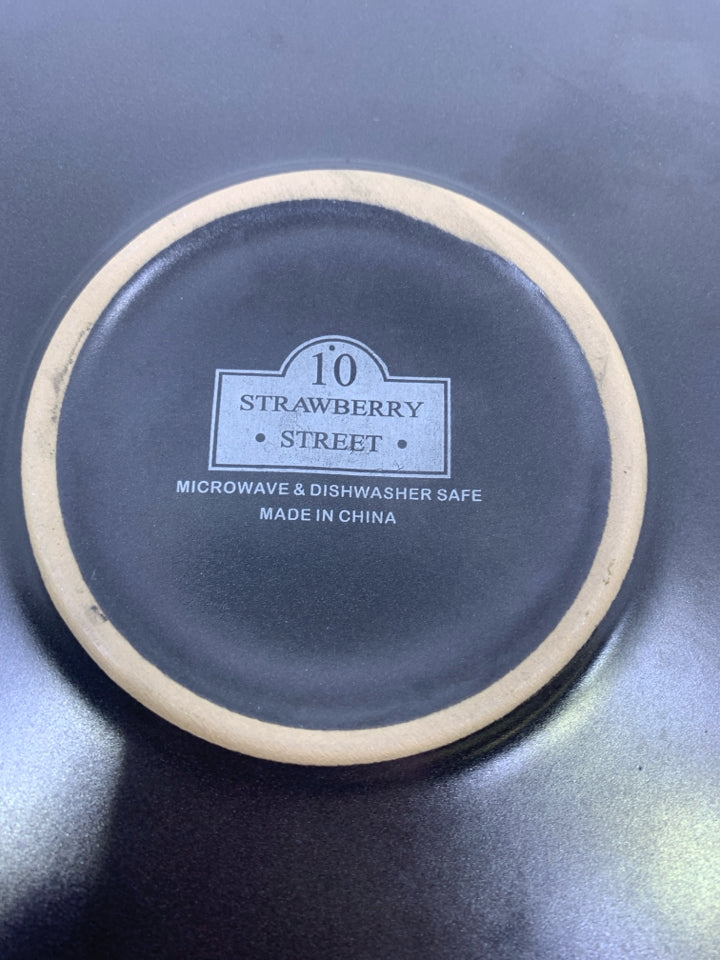 10
STRAWBERRY
• STREET •
MICROWAVE & DISHWASHER SAFE
MADE IN CHINA